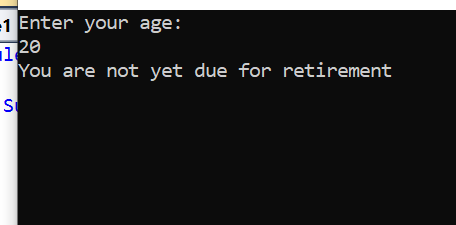 Enter your age:
20
You are not yet due for retirement